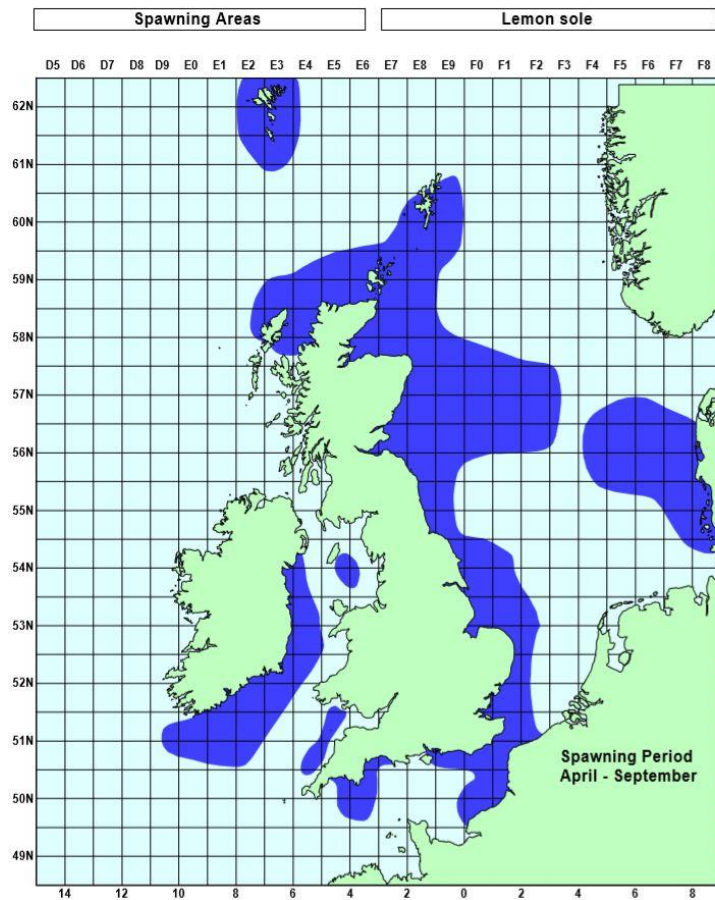 Spawning Areas Lemon sole
D5 D6 D7 D8 D9 E0 E1 E2 E3 E4 E5 E6 E7 E8 E9 F0 F1 F2 F3 F4 F5 F6 F7 F8
62N
61N
60N
59N
58N
57N
56N
55N
54N
53N
52N
51N
Spawning Period
April - September
50N
49N
14 12 10 8 6 4 2 0 2 4 6 8